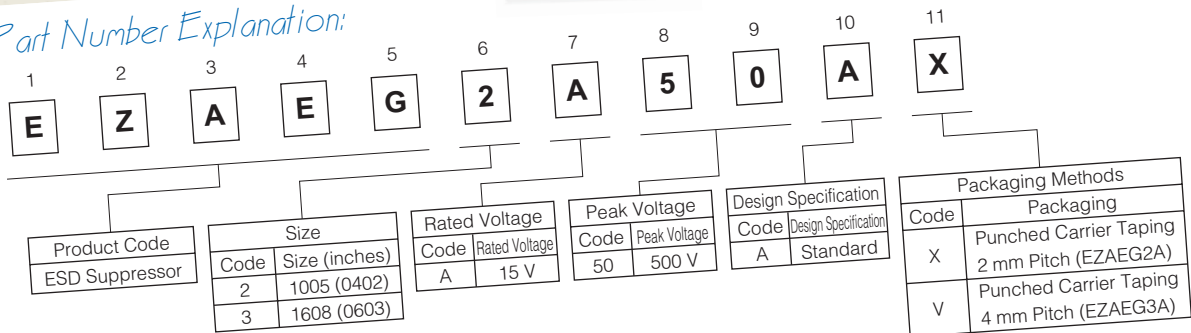 Part Number Explanation:
1 2 3 4 5 6 7 8 9 10 11
E Z A E G 2 A 5 0 A X
Product Code
ESD Suppressor
Size
Code Size (inches)
2 1005 (0402)
3 1608 (0603)
Rated Voltage
Code Rated Voltage
A 15 V
Peak Voltage
Code Peak Voltage
50 500 V
Design Specification
Code Design Specification
A Standard
Packaging Methods
Code Packaging
X Punched Carrier Taping
2 mm Pitch (EZAEG2A)
V Punched Carrier Taping
4 mm Pitch (EZAEG3A)